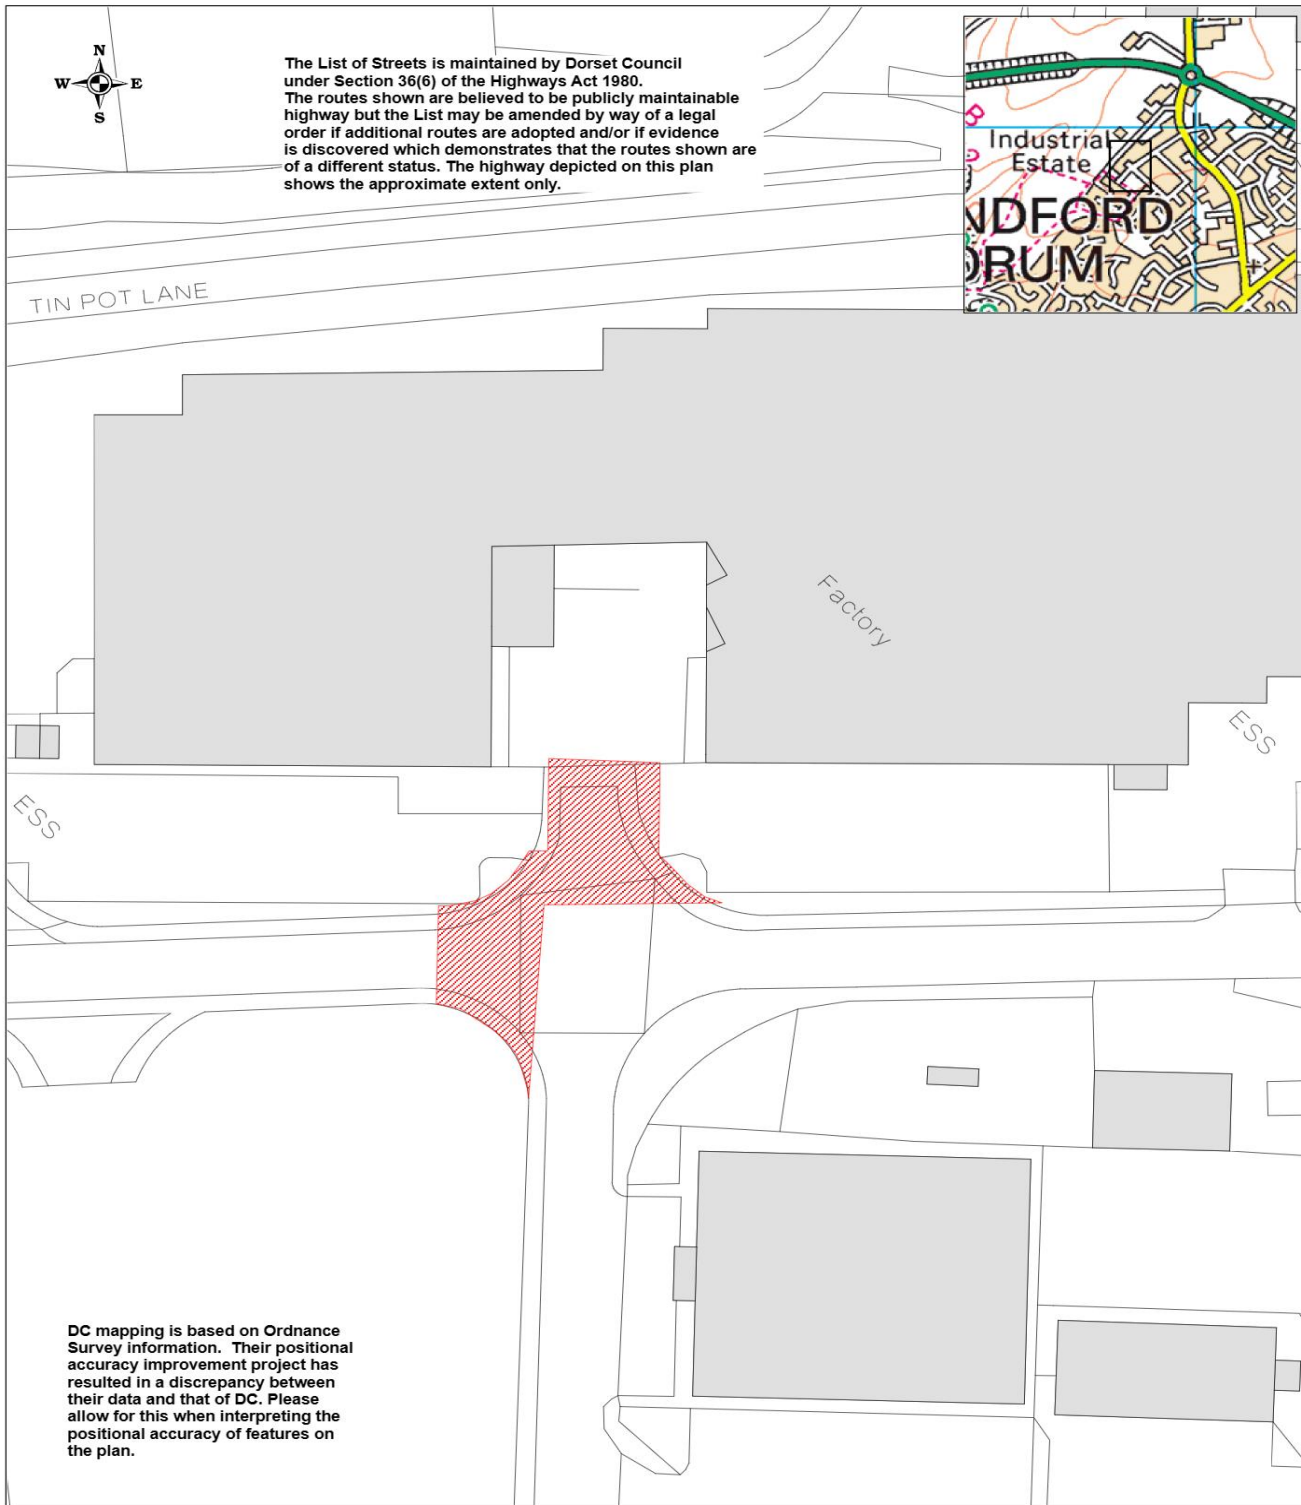 N
W E
S
The List of Streets is maintained by Dorset Council
under Section 36(6) of the Highways Act 1980.
The routes shown are believed to be publicly maintainable
highway but the List may be amended by way of a legal
order if additional routes are adopted and/or if evidence
is discovered which demonstrates that the routes shown are
of a different status. The highway depicted on this plan
shows the approximate extent only.
Industrial
Estate
NDFORD
ORUM
TIN POT LANE
Factory
ESS
ESS
DC mapping is based on Ordnance
Survey information. Their positional
accuracy improvement project has
resulted in a discrepancy between
their data and that of DC. Please
allow for this when interpreting the
positional accuracy of features on
the plan.